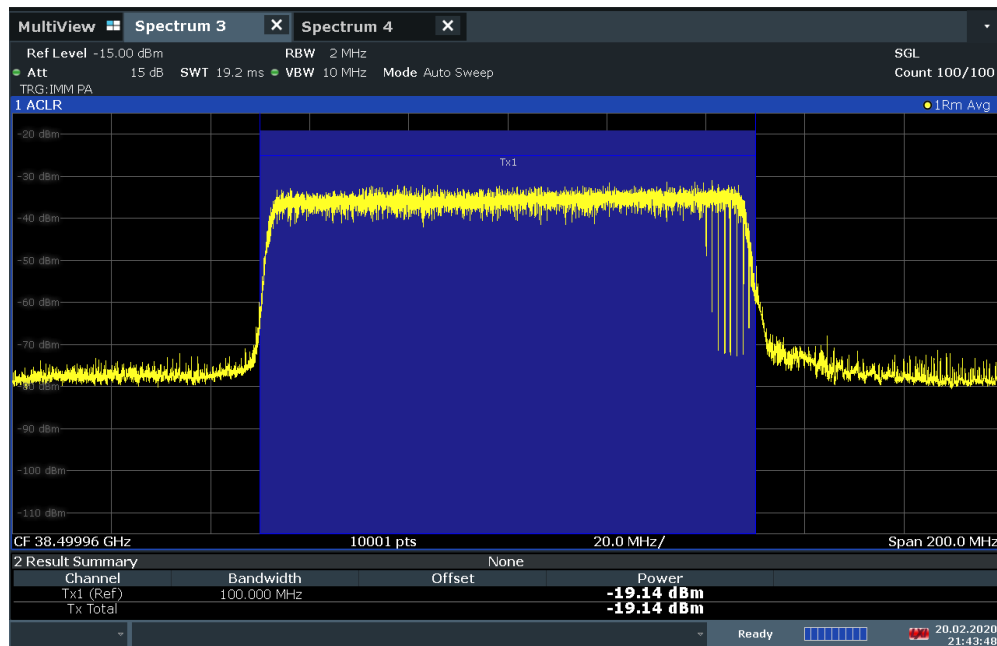 MultiView Spectrum 3 X Spectrum 4 X
Ref Level -15.00 dBm RBW 2 MHz SGL
Att 15 dB SWT 19.2 ms VBW 10 MHz Mode Auto Sweep Count 100/100
TRG:IMM PA
1 ACLR 1Rm Avg
-20 dBm
Tx1
-30 dBm
-40 dBm
-50 dBm
-60 dBm
-70 dBm
-90 dBm
-100 dBm
-110 dBm
CF 38.49996 GHz 10001 pts 20.0 MHz/ Span 200.0 MHz
2 Result Summary None
Channel Bandwidth Offset Power
Tx1 (Ref) 100.000 MHz -19.14 dBm
Tx Total -19.14 dBm
Ready 20.02.2020
21:43:48